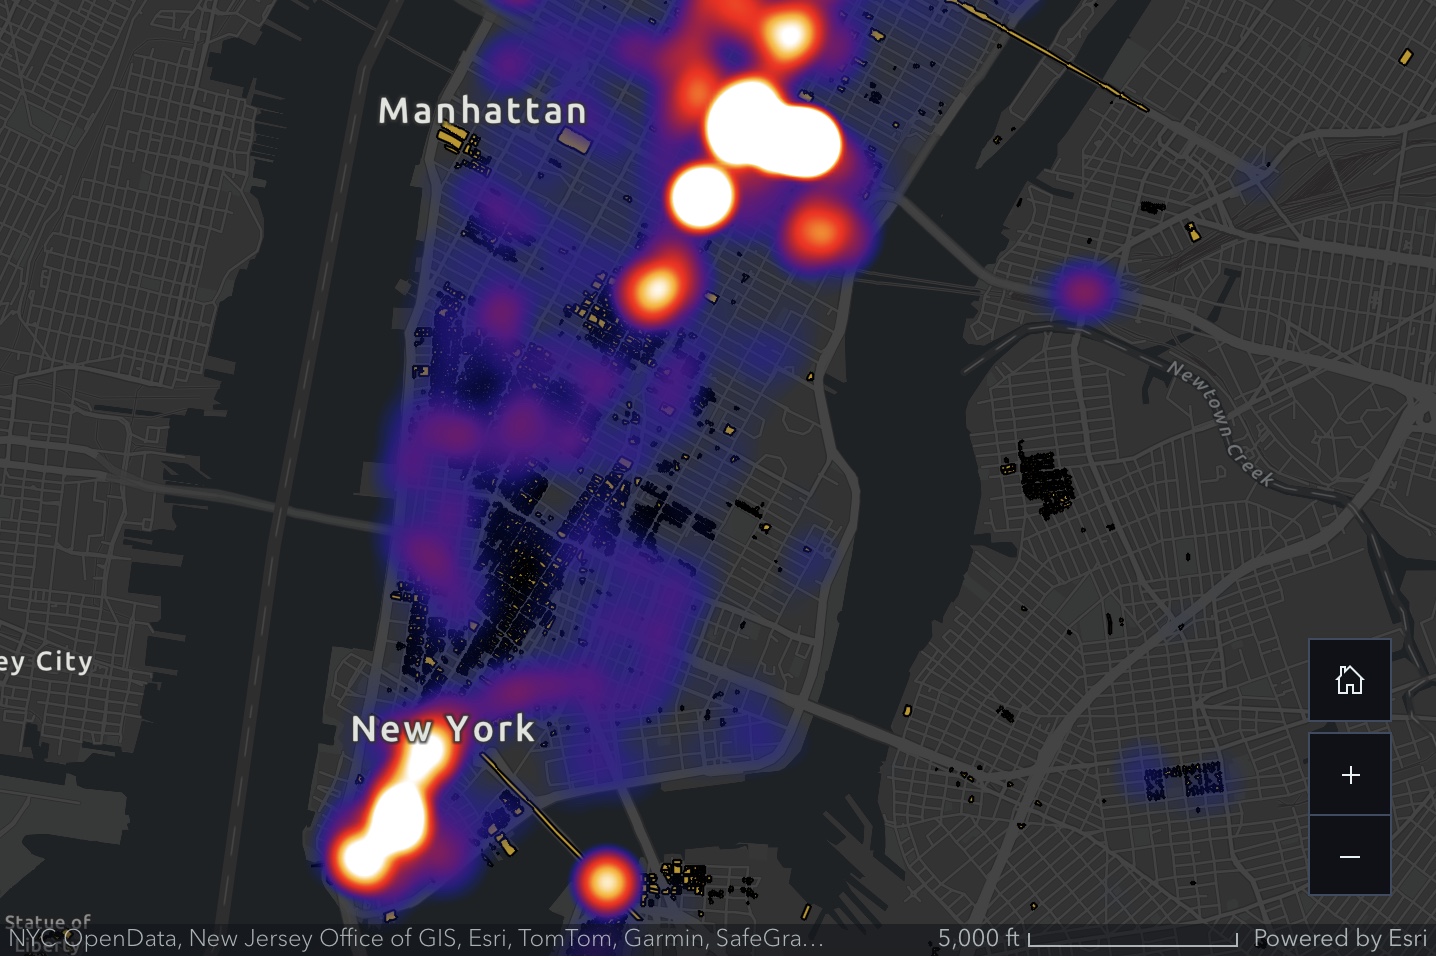 Manhattan
Newtown Creek
ey City
New York
Statue of
Liberty
NYC OpenData, New Jersey Office of GIS, Esri, TomTom, Garmin, SafeGra...
5,000 ft
Powered by Esri